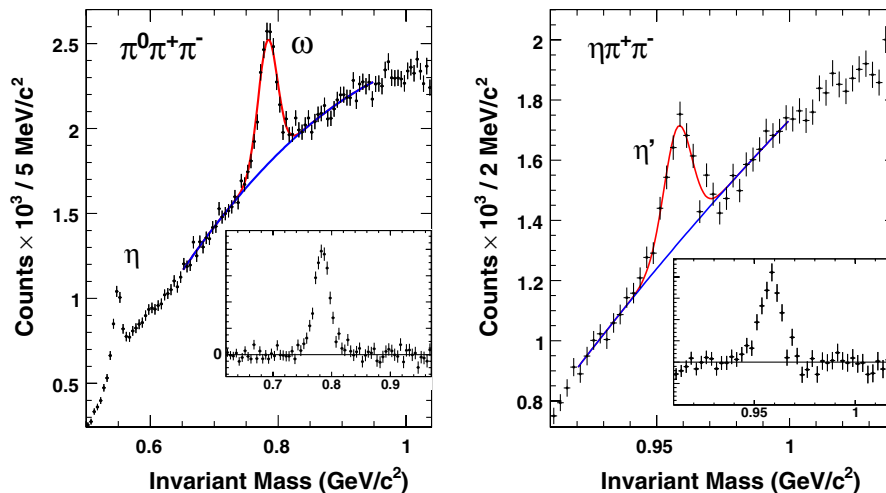 π⁰π⁺π⁻
ω
η
2.5
2
1.5
1
0.5
Counts × 10³ / 5 MeV/c²
0
0.7 0.8 0.9
0.6 0.8 1
Invariant Mass (GeV/c²)
ηπ⁺π⁻
η'
2
1.8
1.6
1.4
1.2
1
0.8
Counts × 10³ / 2 MeV/c²
0.95 1
0.95 1
Invariant Mass (GeV/c²)